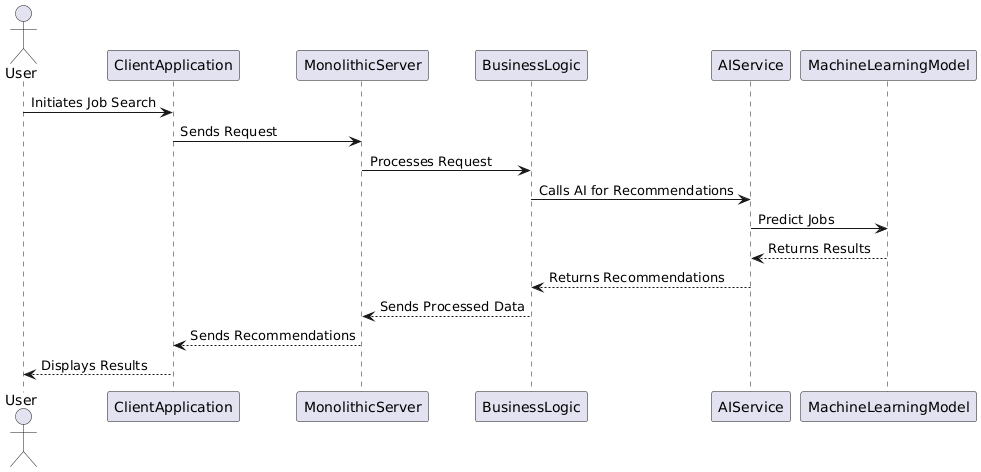 User
ClientApplication
MonolithicServer
BusinessLogic
AIService
MachineLearningModel
Initiates Job Search
Sends Request
Processes Request
Calls AI for Recommendations
Predict Jobs
Returns Results
Returns Recommendations
Sends Processed Data
Sends Recommendations
Displays Results
User
ClientApplication
MonolithicServer
BusinessLogic
AIService
MachineLearningModel